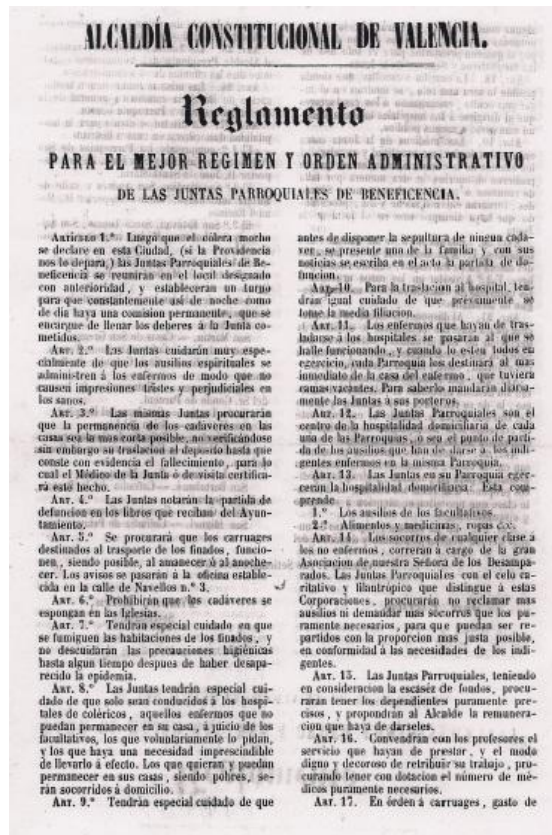 ALCALDÍA CONSTITUCIONAL DE VALENCIA.
Reglamento
PARA EL MEJOR REGIMEN Y ORDEN ADMINISTRATIVO
DE LAS JUNTAS PARROQUIALES DE BENEFICENCIA.
ARTICULO 1.º Luego que el cólera morbo
se declare en esta Ciudad, (si la Providencia
nos lo depara,) las Juntas Parroquiales de Be-
neficencia se reuniran en el local designado
con anterioridad, y estableceran un turno
para que constantemente asi de noche como
de dia haya una comision permanente, que se
encargue de llenar los deberes á la Junta co-
metidos.
ART. 2.º Las Juntas cuidarán muy espe-
cialmente de que los ausilios espirituales se
administren á los enfermos de modo que no
causen impresiones tristes y perjudiciales en
los sanos.
ART. 3.º Las mismas Juntas procurarán
que la permanencia de los cadáveres en las
casas sea la mas corta posible, no verificándose
sin embargo su traslacion al deposito hasta que
conste con evidencia el fallecimiento, para lo
cual el Médico de la Junta ó de visita certifica-
rá este hecho.
ART. 4.º Las Juntas notarán la partida de
defuncion en los libros que reciban del Ayun-
tamiento.
ART. 5.º Se procurará que los carruages
destinados al trasporte de los finados, funcio-
nen, siendo posible, al amanecer ó al anoche-
cer. Los avisos se pasarán á la oficina estable-
cida en la calle de Navellos n.º 3.
ART. 6.º Prohibirán que los cadáveres se
espongan en las Iglesias.
ART. 7.º Tendrán especial cuidado en que
se fumiguen las habitaciones de los finados, y
no descuidarán las precauciones higiénicas
hasta algun tiempo despues de haber desapa-
recido la epidemia.
ART. 8.º Las Juntas tendrán especial cui-
dado de que solo sean conducidos á los hospi-
tales de coléricos, aquellos enfermos que no
puedan permanecer en su casa, á juicio de los
facultativos, los que voluntariamente lo pidan,
y los que haya una necesidad imprescindible
de llevarlo á efecto. Los que quieran y puedan
permanecer en sus casas, siendo pobres, se-
rán socorridos á domicilio.
ART. 9.º Tendrán especial cuidado de que
antes de disponer la sepultura de ningun cadá-
ver, se presente uno de la familia y con sus
noticias se escriba en el acto la partida de de-
funcion.
ART. 10. Para la traslacion al hospital, ten-
drán igual cuidado de que previamente se
tome la media filiacion.
ART. 11. Los enfermos que hayan de tras-
ladarse á los hospitales se pasarán al que se
halle funcionando, y cuando lo esten todos en
egercicio, cada Parroquia los destinará al mas
inmediato de la casa del enfermo, que tuviera
camas vacantes. Para saberlo mandarán diaria-
mente las Juntas á sus porteros.
ART. 12. Las Juntas Parroquiales son el
centro de la hospitalidad domiciliaria de cada
una de las Parroquias, ó sea el punto de parti-
da de los ausilios que han de darse á los indi-
gentes enfermos en la misma Parroquia.
ART. 13. Las Juntas en su Parroquia eger-
cerán la hospitalidad domiciliaria. Esta com-
prende
1.º Los ausilios de los facultativos.
2.º Alimentos y medicinas, ropas &c.
ART. 14. Los socorros de cualquier clase á
los no enfermos, correrán á cargo de la gran
Asociacion de nuestra Señora de los Desampa-
rados. Las Juntas Parroquiales con el celo ca-
ritativo y filantrópico que distingue á estas
Corporaciones, procurarán no reclamar mas
ausilios ni demandar mas socorros que los pu-
ramente necesarios, para que puedan ser re-
partidos con la proporcion mas justa posible,
en conformidad á las necesidades de los indi-
gentes.
ART. 15. Las Juntas Parroquiales, teniendo
en consideracion la escaséz de fondos, procu-
rarán tener los dependientes puramente pre-
cisos, y propondrán al Alcalde la remunera-
cion que haya de dárseles.
ART. 16. Convendrán con los profesores el
servicio que hayan de prestar, y el modo
digno y decoroso de retribuir su trabajo, pro-
curando tener con dotacion el número de mé-
dicos puramente necesarios.
ART. 17. En órden á carruages, gasto de